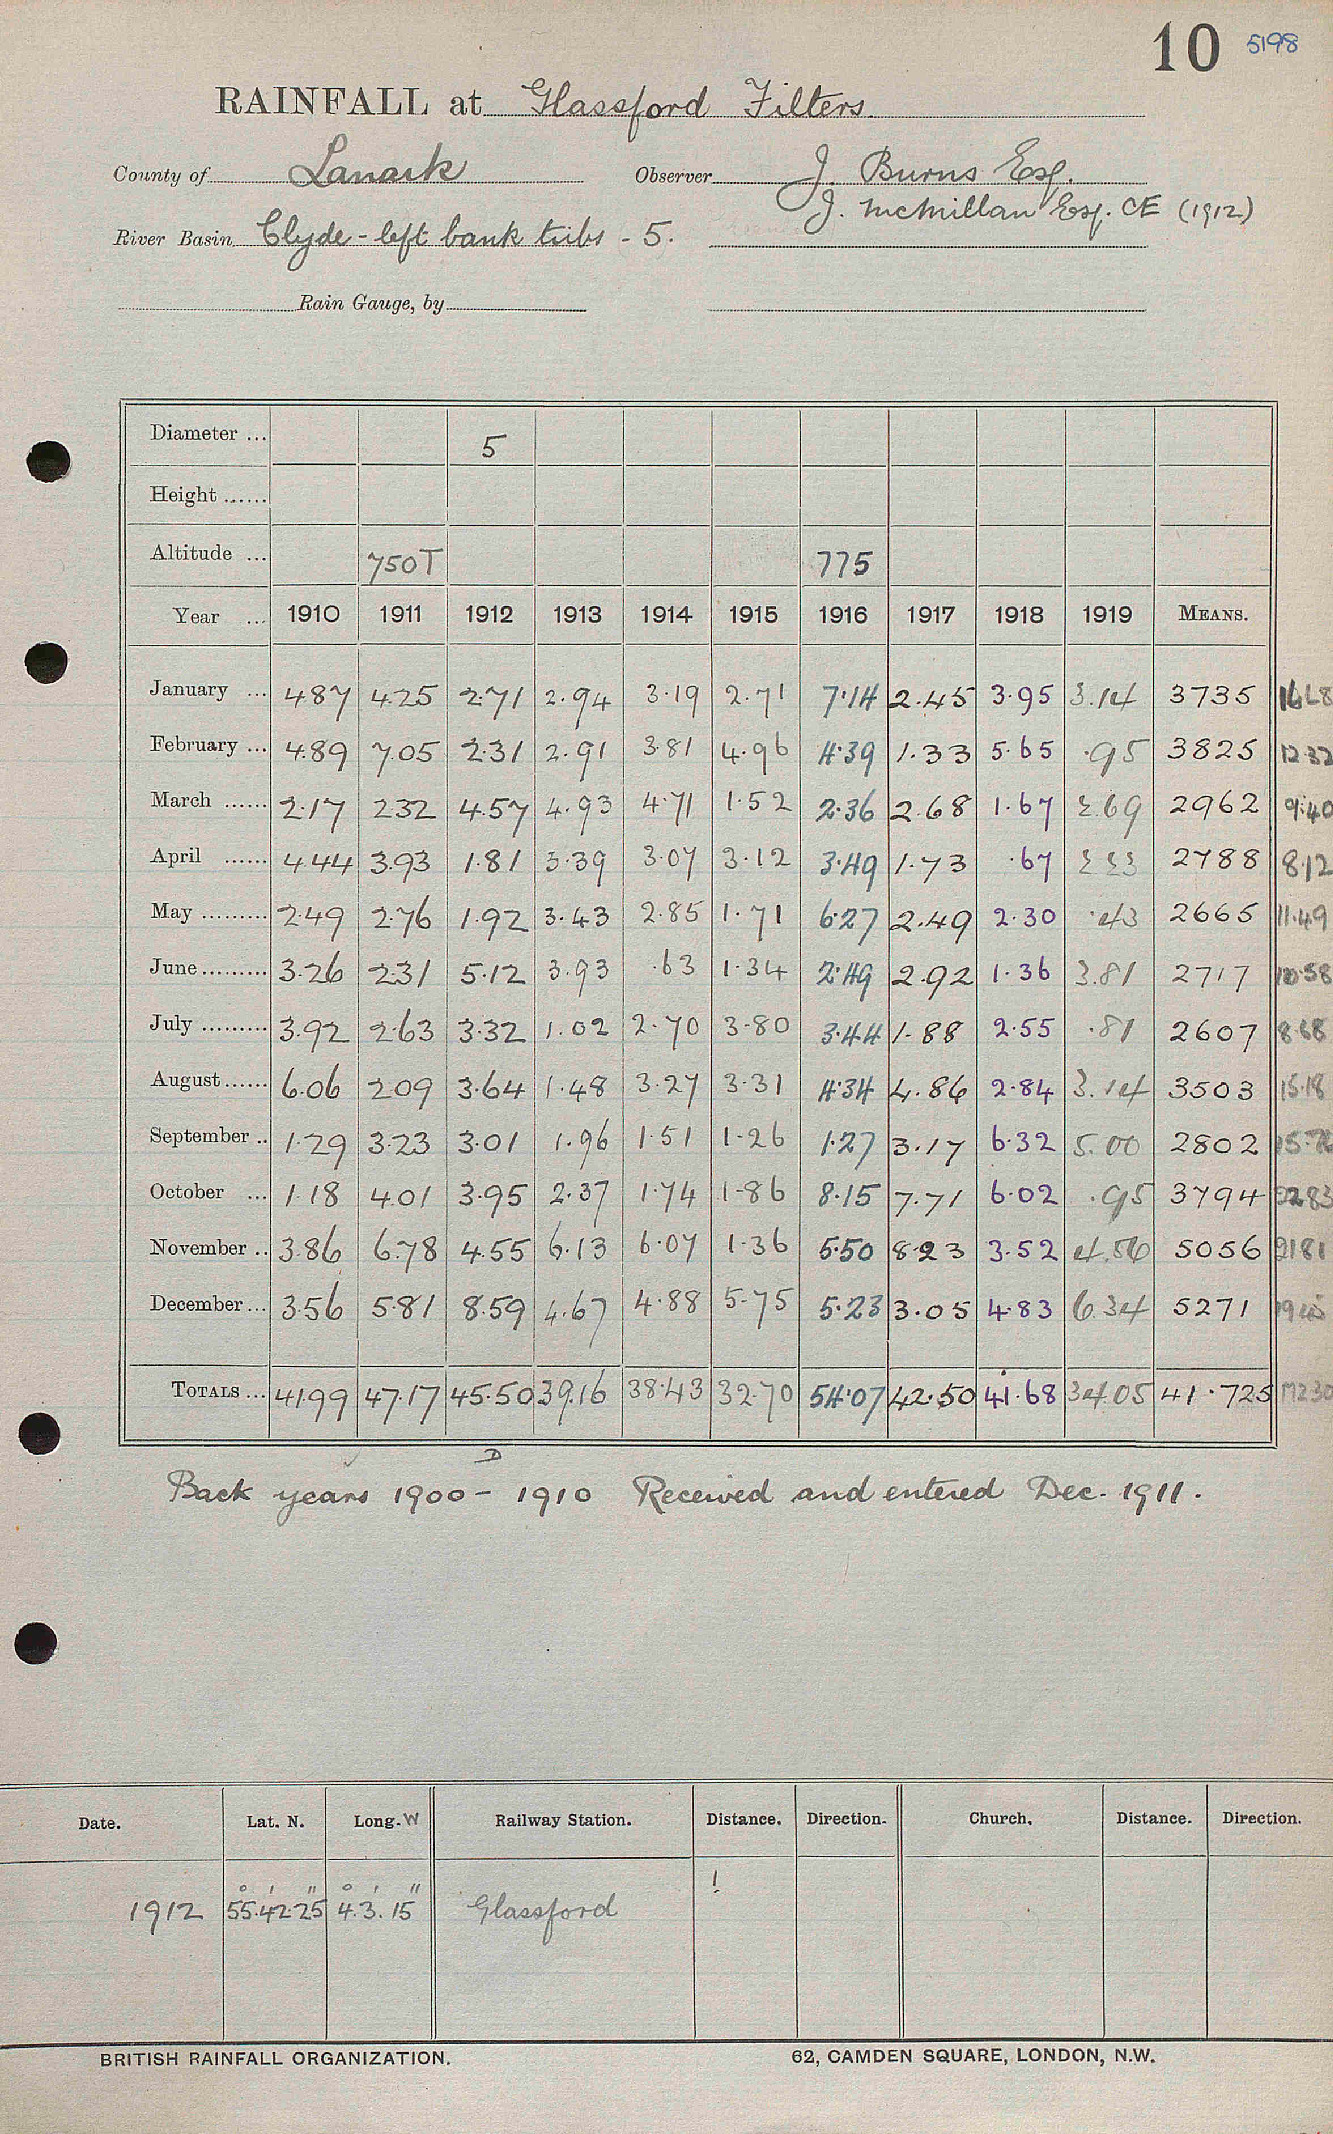 10 5198
RAINFALL at Glassford Filters.
County of Lanark Observer J. Burns Esq.
J. McMillan Esq. CE (1912)
River Basin Clyde - left bank tribs - 5.
Rain Gauge, by
Diameter ... 5
Height ......
Altitude ... 750T 775
Year ... 1910 1911 1912 1913 1914 1915 1916 1917 1918 1919 MEANS.
January ... 4.87 4.25 2.71 2.94 3.19 2.71 7.14 2.45 3.95 3.14 3735 16.68
February ... 4.89 7.05 2.31 2.91 3.81 4.96 4.39 1.33 5.65 .95 3825 12.32
March ...... 2.17 2.32 4.57 4.93 4.71 1.52 2.36 2.68 1.67 2.69 2962 9.40
April ...... 4.44 3.93 1.81 3.39 3.07 3.12 3.49 1.73 .67 2.23 2788 8.12
May ......... 2.49 2.76 1.92 3.43 2.85 1.71 6.27 2.49 2.30 .43 2665 11.49
June ......... 3.26 2.31 5.12 3.93 .63 1.34 2.49 2.92 1.36 3.81 2717 10.58
July ......... 3.92 2.63 3.32 1.02 2.70 3.80 3.44 1.88 2.55 .81 2607 8.68
August ...... 6.06 2.09 3.64 1.48 3.27 3.31 4.34 4.86 2.84 3.14 3503 15.18
September .. 1.29 3.23 3.01 1.96 1.51 1.26 1.27 3.17 6.32 5.00 2802 15.76
October ... 1.18 4.01 3.95 2.37 1.74 1.86 8.15 7.71 6.02 .95 3794 22.83
November .. 3.86 6.78 4.55 6.13 6.07 1.36 5.50 8.23 3.52 4.56 5056 21.81
December ... 3.56 5.81 8.59 4.67 4.88 5.75 5.23 3.05 4.83 6.34 5271 19.45
TOTALS ... 41.99 47.17 45.50 39.16 38.43 32.70 54.07 42.50 41.68 34.05 41.725 172.30
D
Back years 1900 - 1910 Received and entered Dec. 1911.
Date. Lat. N. Long. W Railway Station. Distance. Direction. Church. Distance. Direction.
1912 55° 42' 25" 4° 3' 15" Glassford !
BRITISH RAINFALL ORGANIZATION. 62, CAMDEN SQUARE, LONDON, N.W.